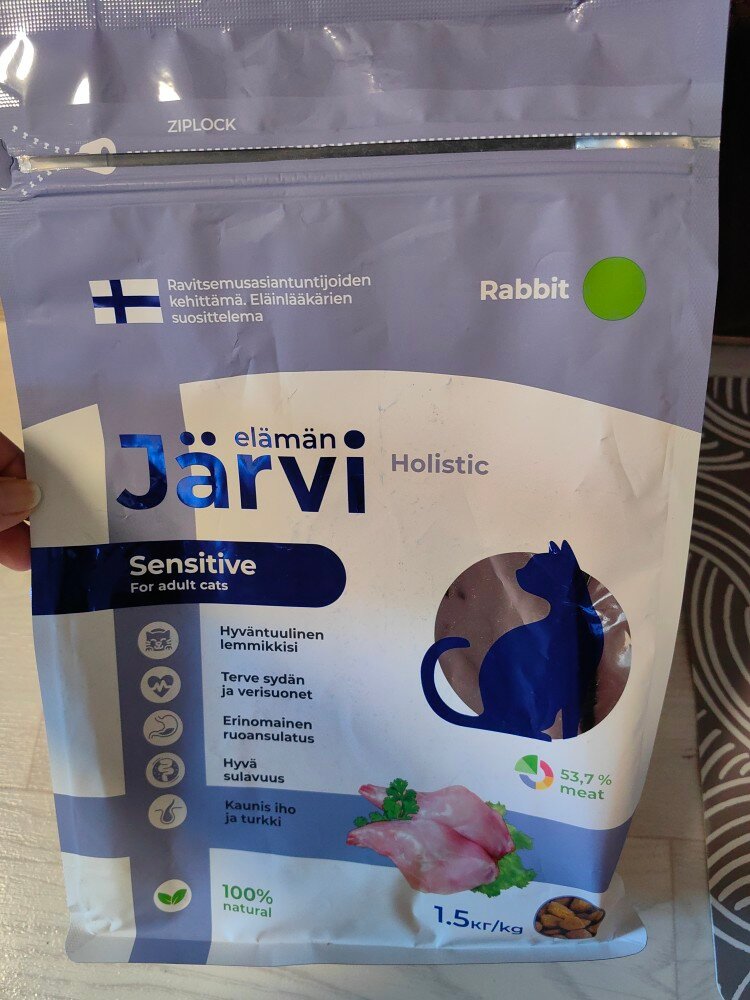 ZIPLOCK
Ravitsemusasiantuntijoiden
kehittämä. Eläinlääkärien
suosittelema
Rabbit
elämän
Järvi
Holistic
Sensitive
For adult cats
Hyväntuulinen
lemmikkisi
Terve sydän
ja verisuonet
Erinomainen
ruoansulatus
Hyvä
sulavuus
Kaunis iho
ja turkki
53,7 %
meat
100%
natural
1.5кг/kg